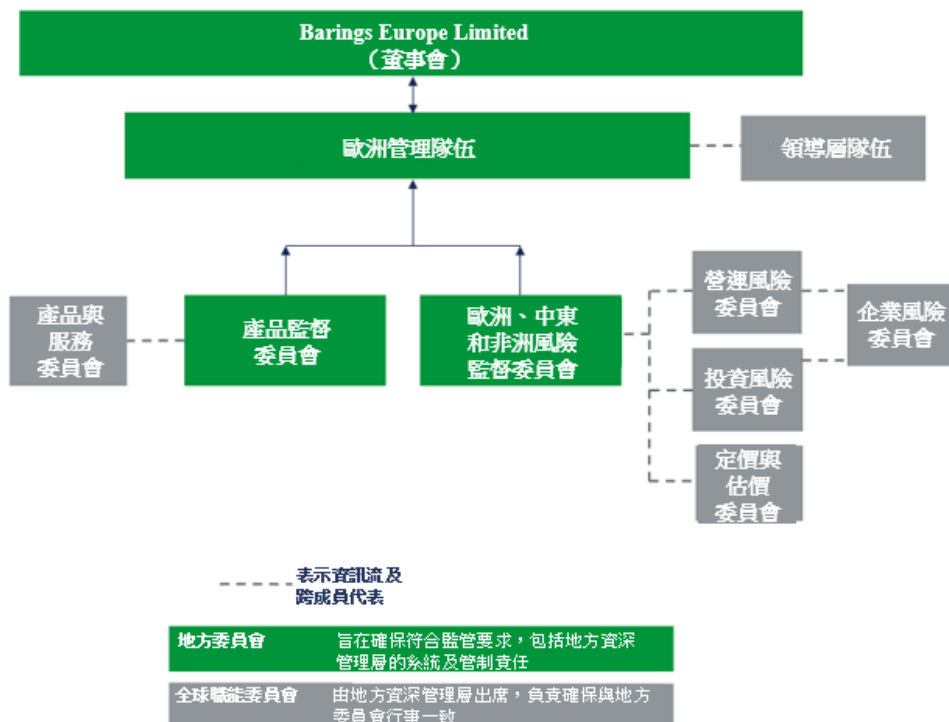 Barings Europe Limited
（董事會）
歐洲管理隊伍
領導層隊伍
產品與
服務
委員會
產品監督
委員會
歐洲、中東
和非洲風險
監督委員會
營運風險
委員會
企業風險
委員會
投資風險
委員會
定價與
估價
委員會
表示資訊流及
跨成員代表
地方委員會
旨在確保符合監管要求，包括地方資深
管理層的系統及管制責任
全球職能委員會
由地方資深管理層出席，負責確保與地方
委員會行事一致